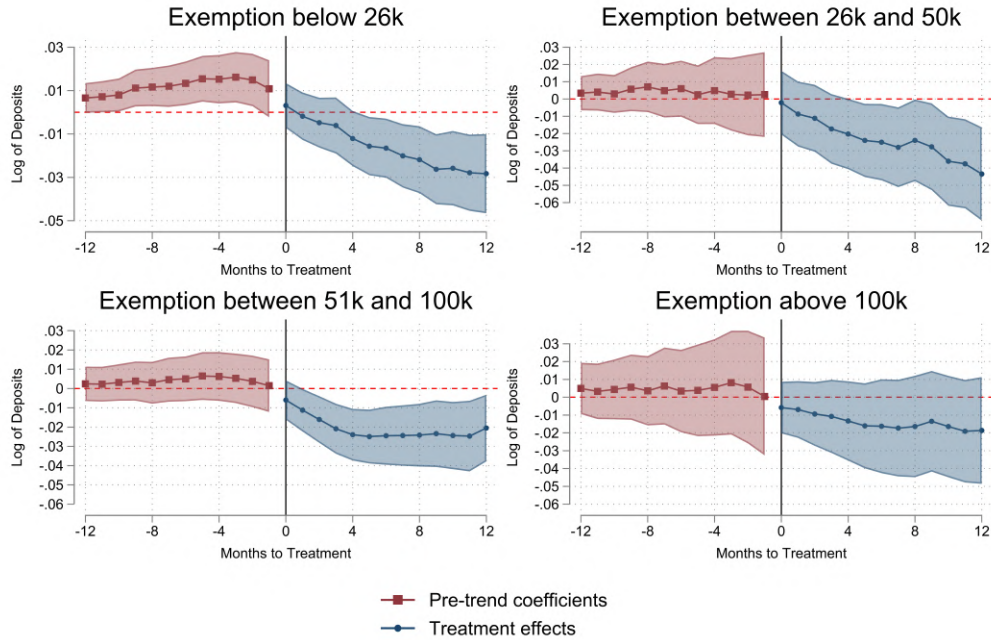 Exemption below 26k
.03
.01
-.01
-.03
-.05
Log of Deposits
-12 -8 -4 0 4 8 12
Months to Treatment
Exemption between 26k and 50k
.03
.02
.01
0
-.01
-.02
-.03
-.04
-.05
-.06
Log of Deposits
-12 -8 -4 0 4 8 12
Months to Treatment
Exemption between 51k and 100k
.03
.02
.01
0
-.01
-.02
-.03
-.04
-.05
-.06
Log of Deposits
-12 -8 -4 0 4 8 12
Months to Treatment
Exemption above 100k
.03
.02
.01
0
-.01
-.02
-.03
-.04
-.05
-.06
Log of Deposits
-12 -8 -4 0 4 8 12
Months to Treatment
Pre-trend coefficients
Treatment effects